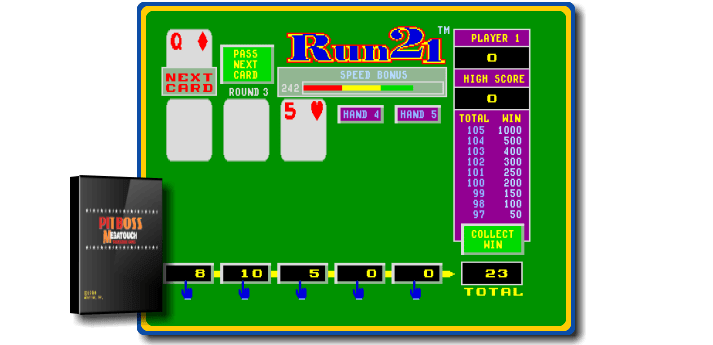 Run21 TM
Q
NEXT
CARD
PASS
NEXT
CARD
ROUND 3
SPEED BONUS
242
5
HAND 4
HAND 5
PLAYER 1
0
HIGH SCORE
0
TOTAL WIN
105 1000
104 500
103 400
102 300
101 250
100 200
99 150
98 100
97 50
COLLECT
WIN
PIT BOSS
MEGATOUCH
8 10 5 0 0 23
TOTAL